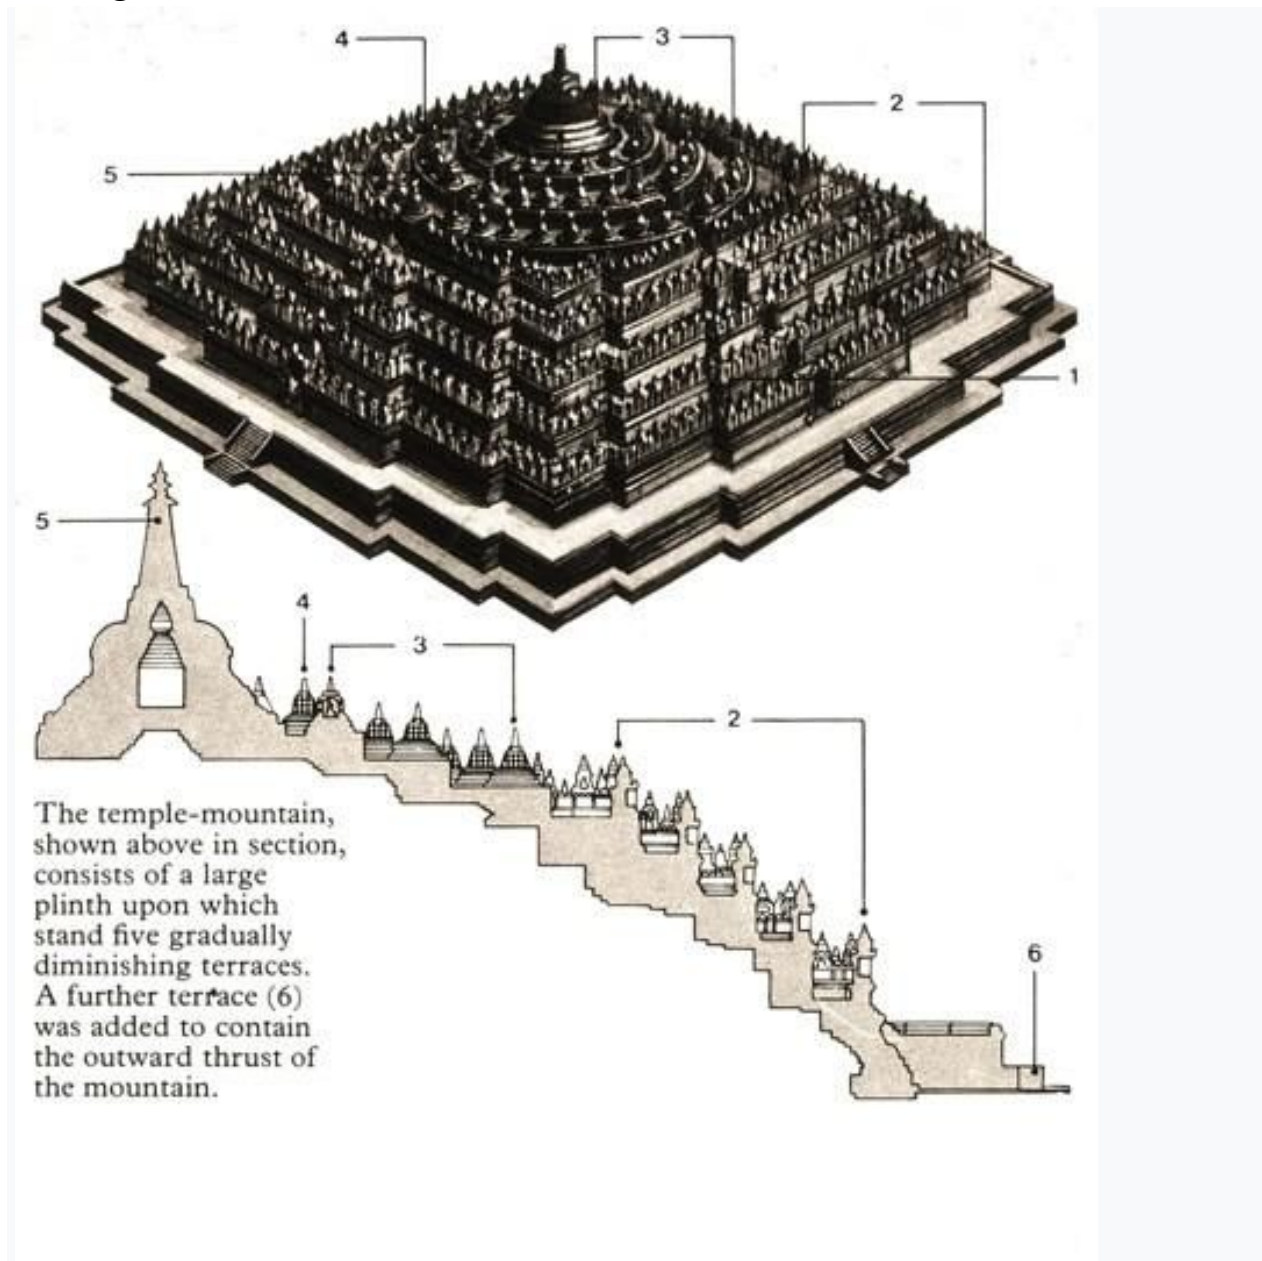 4 3
2
5
1
5
4
3
2
6
The temple-mountain,
shown above in section,
consists of a large
plinth upon which
stand five gradually
diminishing terraces.
A further terrace (6)
was added to contain
the outward thrust of
the mountain.